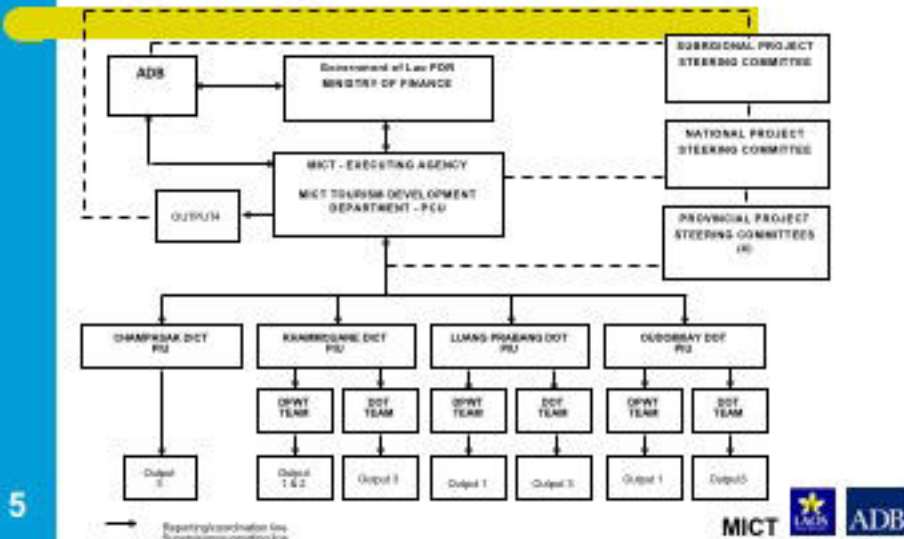 SUBRGIONAL PROJECT
STEERING COMMITTEE
ADB
Government of Lao PDR
MINISTRY OF FINANCE
NATIONAL PROJECT
STEERING COMMITTEE
MICT - EXECUTING AGENCY
MICT TOURISM DEVELOPMENT
DEPARTMENT - PCU
OUTPUT4
PROVINCIAL PROJECT
STEERING COMMITTEES
CHAMPASAK DICT
PIU
KHAMMOUANE DICT
PIU
LUANG PRABANG DOT
PIU
OUDOMXAY DOT
PIU
DPWT
TEAM
DOT
TEAM
DPWT
TEAM
DOT
TEAM
DPWT
TEAM
DOT
TEAM
Output
Output
1 & 2
Output 3
Output 1
Output 3
Output 1
Output3
5
Reporting/coordination line
MICT
LAOS
ADB